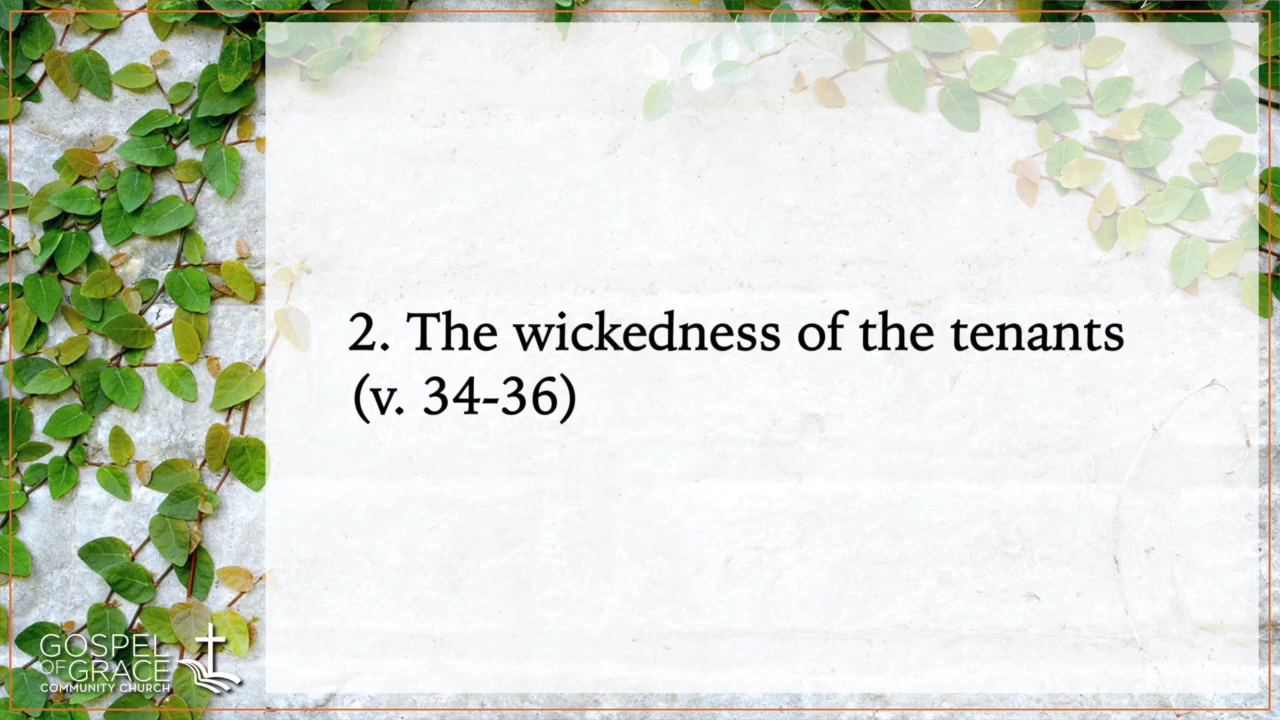 2. The wickedness of the tenants
(v. 34-36)
GOSPEL
OF GRACE
COMMUNITY CHURCH